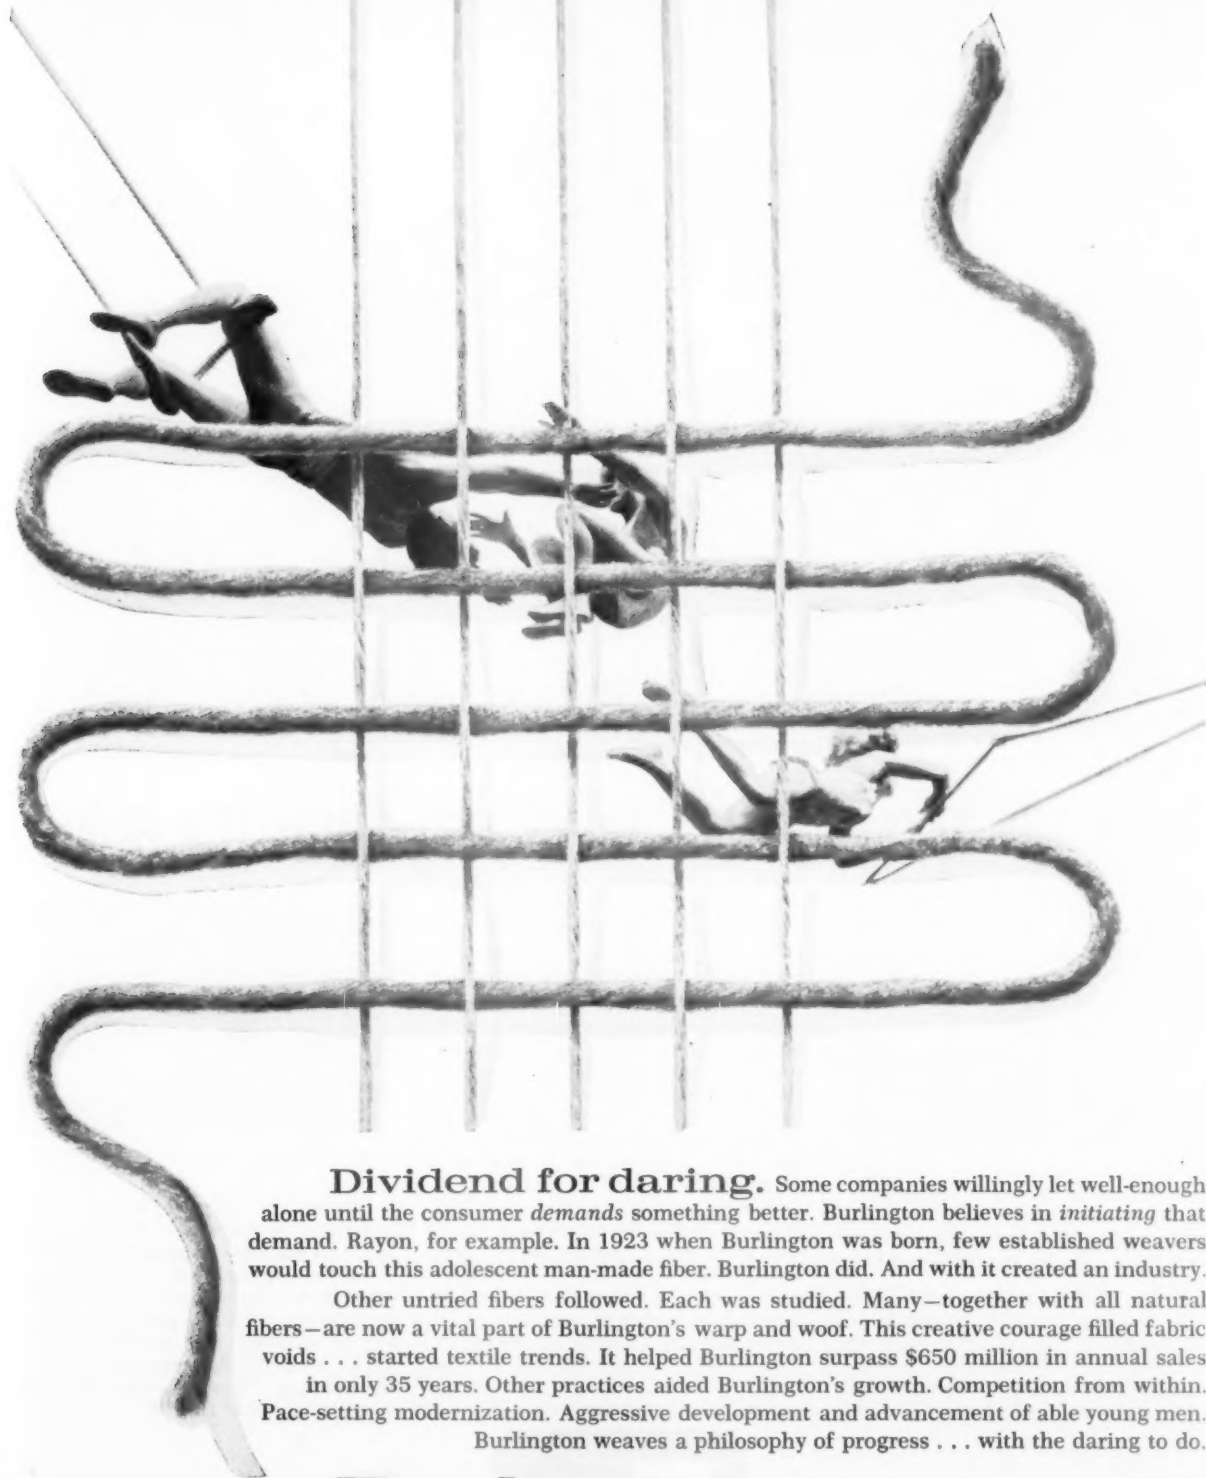 Dividend for daring. Some companies willingly let well-enough
alone until the consumer demands something better. Burlington believes in initiating that
demand. Rayon, for example. In 1923 when Burlington was born, few established weavers
would touch this adolescent man-made fiber. Burlington did. And with it created an industry.
Other untried fibers followed. Each was studied. Many—together with all natural
fibers—are now a vital part of Burlington's warp and woof. This creative courage filled fabric
voids . . . started textile trends. It helped Burlington surpass $650 million in annual sales
in only 35 years. Other practices aided Burlington's growth. Competition from within.
Pace-setting modernization. Aggressive development and advancement of able young men.
Burlington weaves a philosophy of progress . . . with the daring to do.